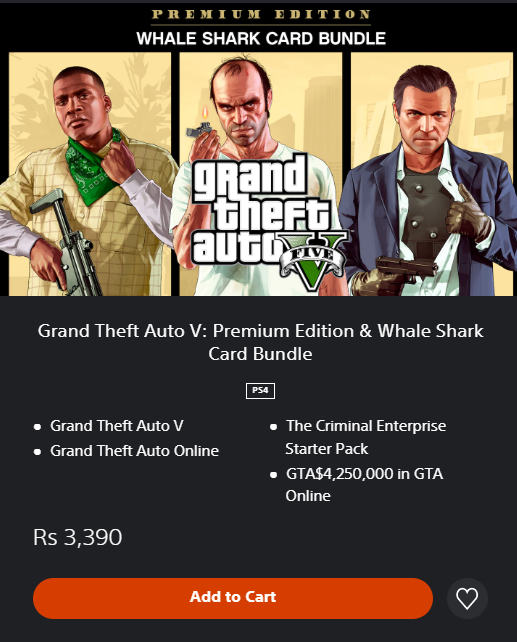 PREMIUM EDITION
WHALE SHARK CARD BUNDLE
grand
theft
auto V
FIVE
Grand Theft Auto V: Premium Edition & Whale Shark
Card Bundle
PS4
Grand Theft Auto V
Grand Theft Auto Online
The Criminal Enterprise
Starter Pack
GTA$4,250,000 in GTA
Online
Rs 3,390
Add to Cart